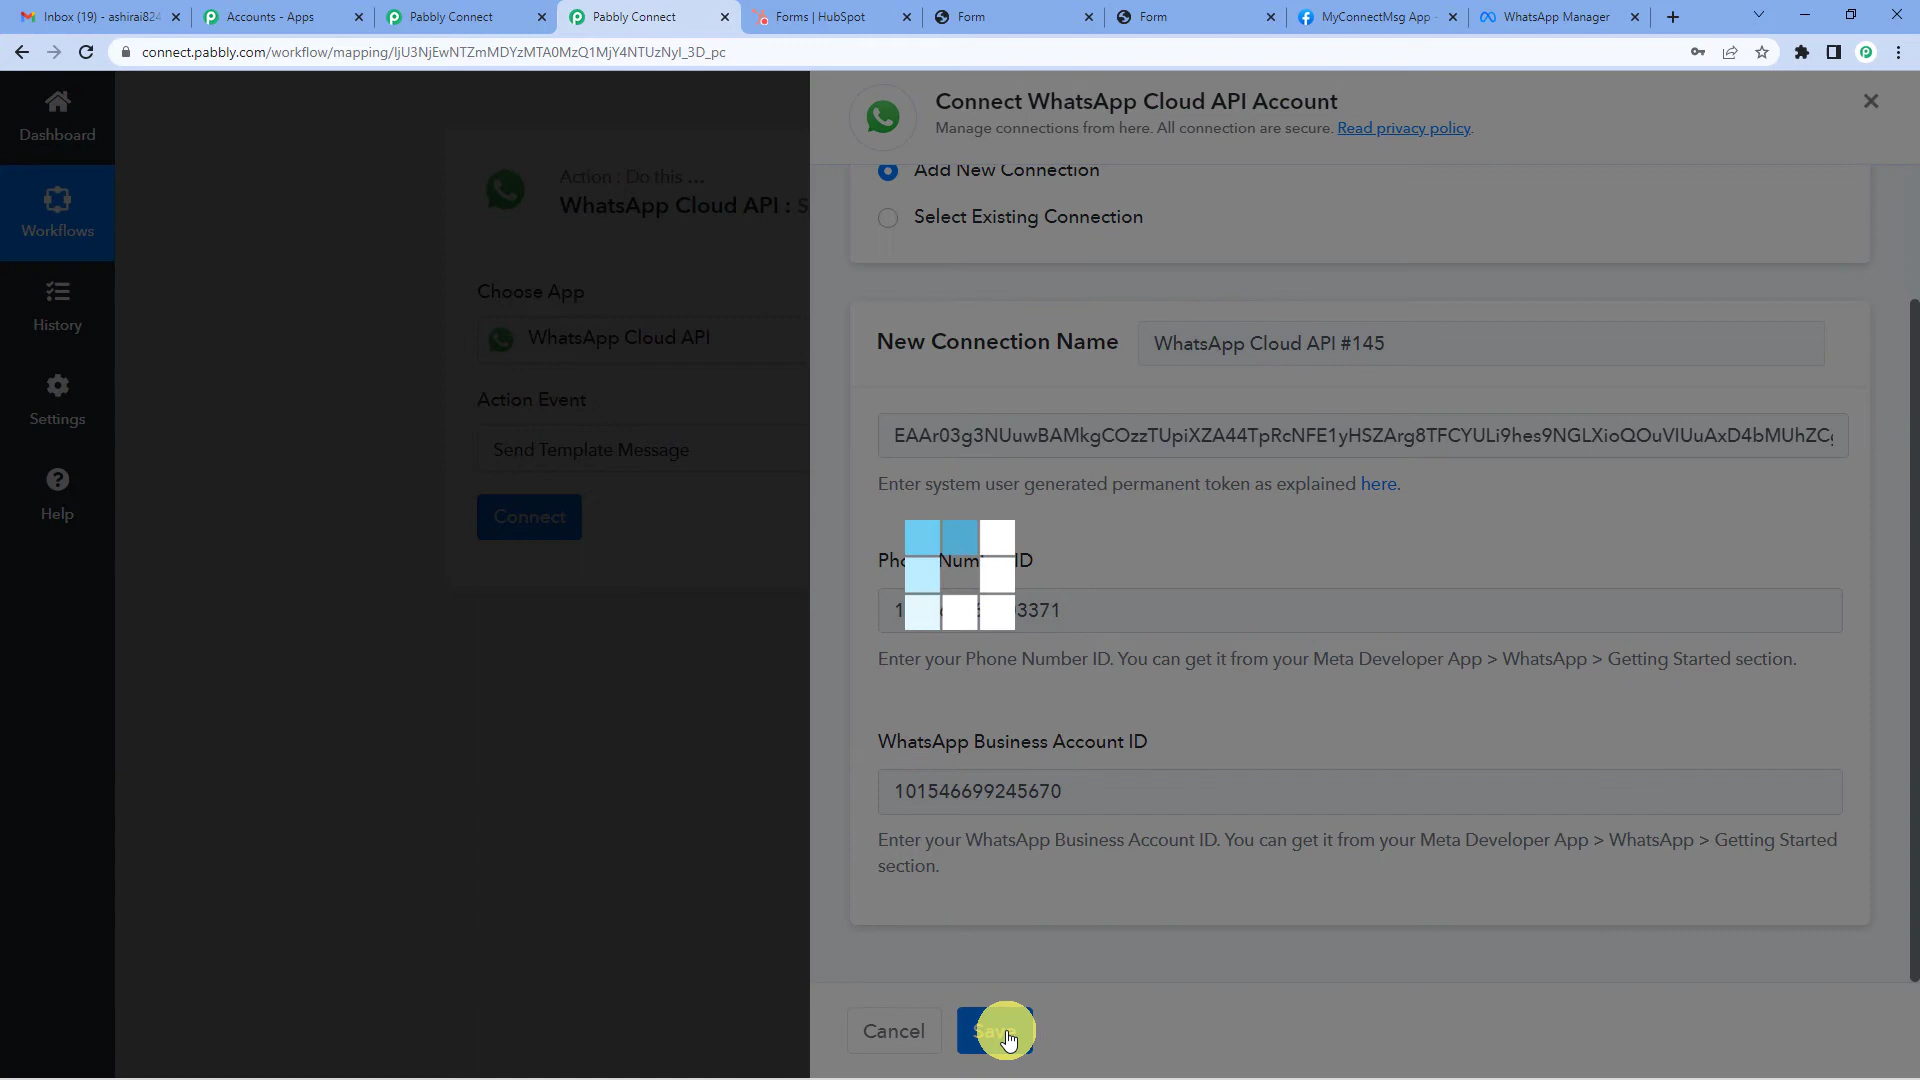 Inbox (19) - ashirai824
Accounts - Apps
Pabbly Connect
Pabbly Connect
Forms | HubSpot
Form
Form
MyConnectMsg App -
WhatsApp Manager
connect.pabbly.com/workflow/mapping/IjU3NjEwNTZmMDYzMTA0MzQ1MjY4NTUzNyI_3D_pc
Dashboard
Workflows
History
Settings
Help
Action : Do this ...
WhatsApp Cloud API : S
Choose App
WhatsApp Cloud API
Action Event
Send Template Message
Connect
Connect WhatsApp Cloud API Account
Manage connections from here. All connection are secure. Read privacy policy.
Add New Connection
Select Existing Connection
New Connection Name
WhatsApp Cloud API #145
EAAr03g3NUuwBAMkgCOzzTUpiXZA44TpRcNFE1yHSZArg8TFCYULi9hes9NGLXioQOuVIUuAxD4bMUhZC
Enter system user generated permanent token as explained here.
ID
3371
Enter your Phone Number ID. You can get it from your Meta Developer App > WhatsApp > Getting Started section.
WhatsApp Business Account ID
101546699245670
Enter your WhatsApp Business Account ID. You can get it from your Meta Developer App > WhatsApp > Getting Started
section.
Cancel
Save